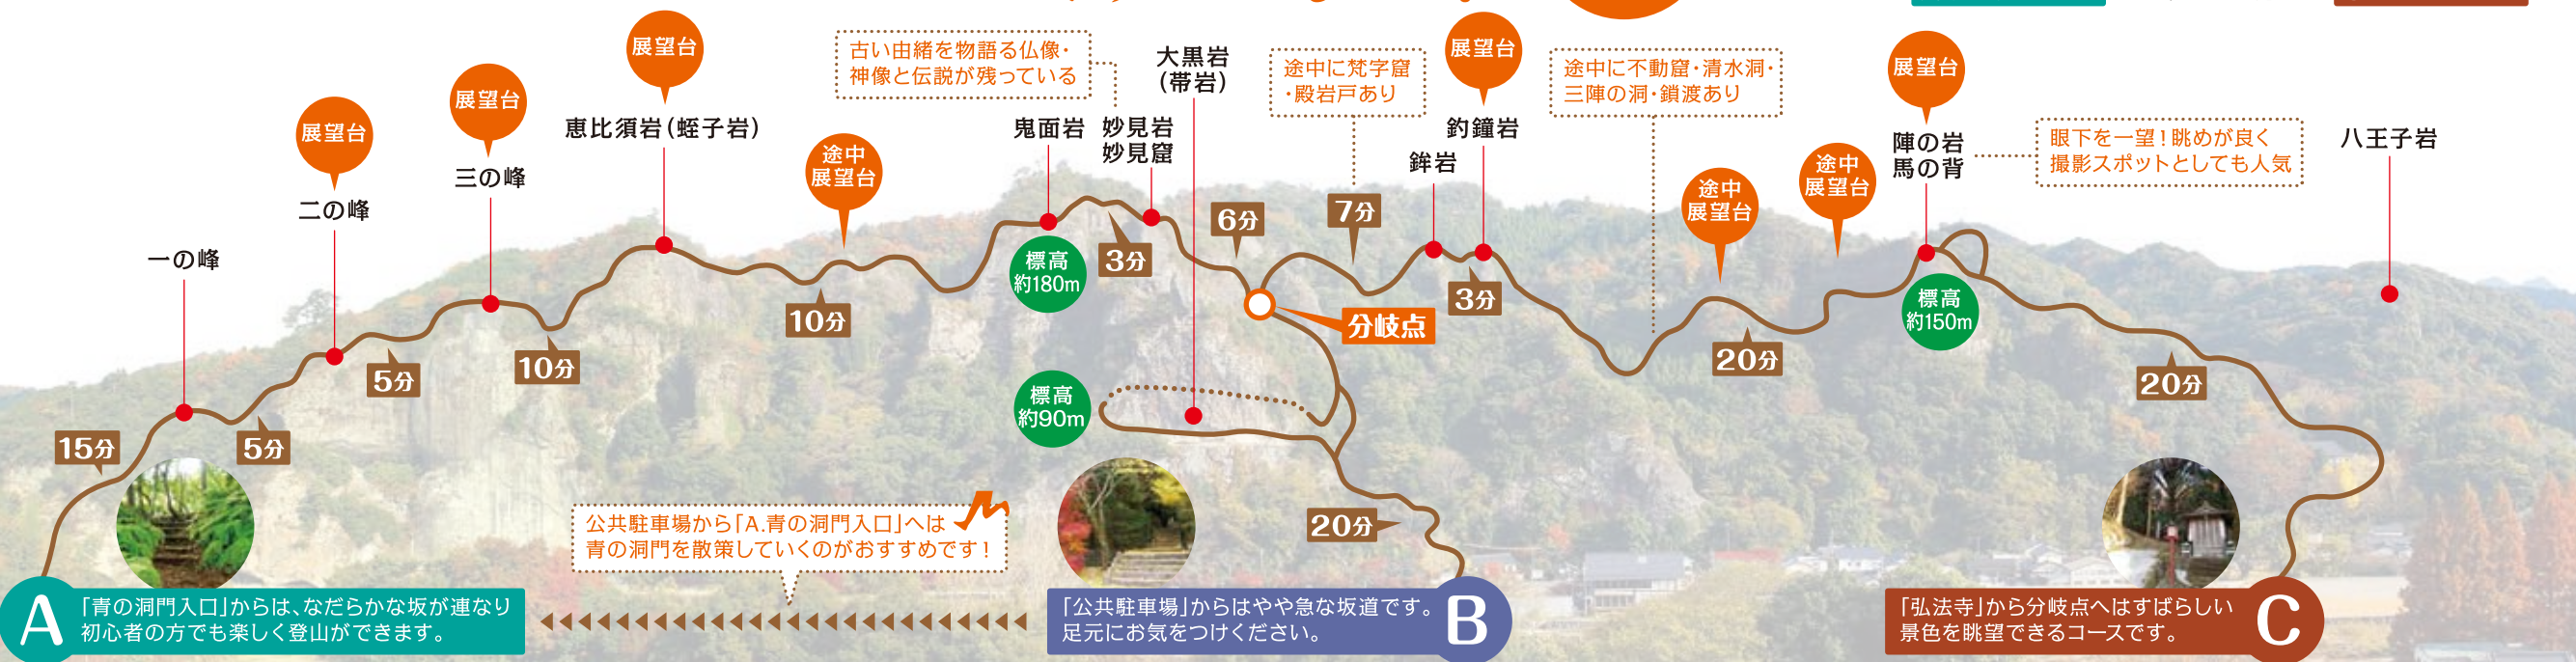 展望台
展望台
展望台
古い由緒を物語る仏像・
神像と伝説が残っている
大黒岩
(帯岩)
途中に梵字窟
・殿岩戸あり
展望台
途中に不動窟・清水洞・
三陣の洞・鎖渡あり
展望台
一の峰
二の峰
三の峰
恵比須岩(蛭子岩)
途中
展望台
鬼面岩
妙見岩
妙見窟
鉾岩
釣鐘岩
途中
展望台
途中
展望台
陣の岩
馬の背
眼下を一望!眺めが良く
撮影スポットとしても人気
八王子岩
15分
5分
5分
10分
10分
標高
約180m
3分
6分
7分
分岐点
3分
20分
標高
約150m
20分
標高
約90m
20分
公共駐車場から「A.青の洞門入口」へは
青の洞門を散策していくのがおすすめです!
A
「青の洞門入口」からは、なだらかな坂が連なり
初心者の方でも楽しく登山ができます。
「公共駐車場」からはやや急な坂道です。
足元にお気をつけください。
B
「弘法寺」から分岐点へはすばらしい
景色を眺望できるコースです。
C